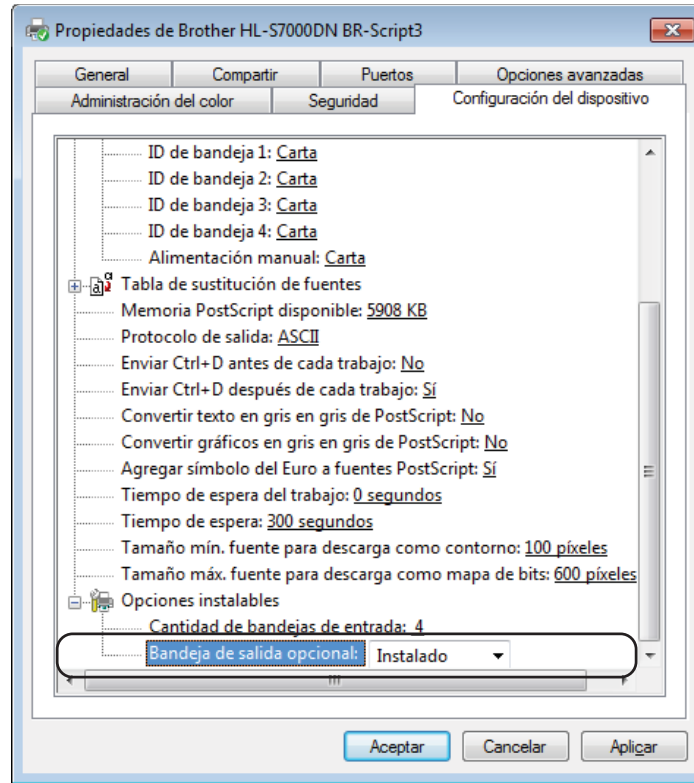 Propiedades de Brother HL-S7000DN BR-Script3
General Compartir Puertos Opciones avanzadas
Administración del color Seguridad Configuración del dispositivo
ID de bandeja 1: Carta
ID de bandeja 2: Carta
ID de bandeja 3: Carta
ID de bandeja 4: Carta
Alimentación manual: Carta
Tabla de sustitución de fuentes
Memoria PostScript disponible: 5908 KB
Protocolo de salida: ASCII
Enviar Ctrl+D antes de cada trabajo: No
Enviar Ctrl+D después de cada trabajo: Sí
Convertir texto en gris en gris de PostScript: No
Convertir gráficos en gris en gris de PostScript: No
Agregar símbolo del Euro a fuentes PostScript: Sí
Tiempo de espera del trabajo: 0 segundos
Tiempo de espera: 300 segundos
Tamaño mín. fuente para descarga como contorno: 100 píxeles
Tamaño máx. fuente para descarga como mapa de bits: 600 píxeles
Opciones instalables
Cantidad de bandejas de entrada: 4
Bandeja de salida opcional: Instalado
Aceptar Cancelar Aplicar